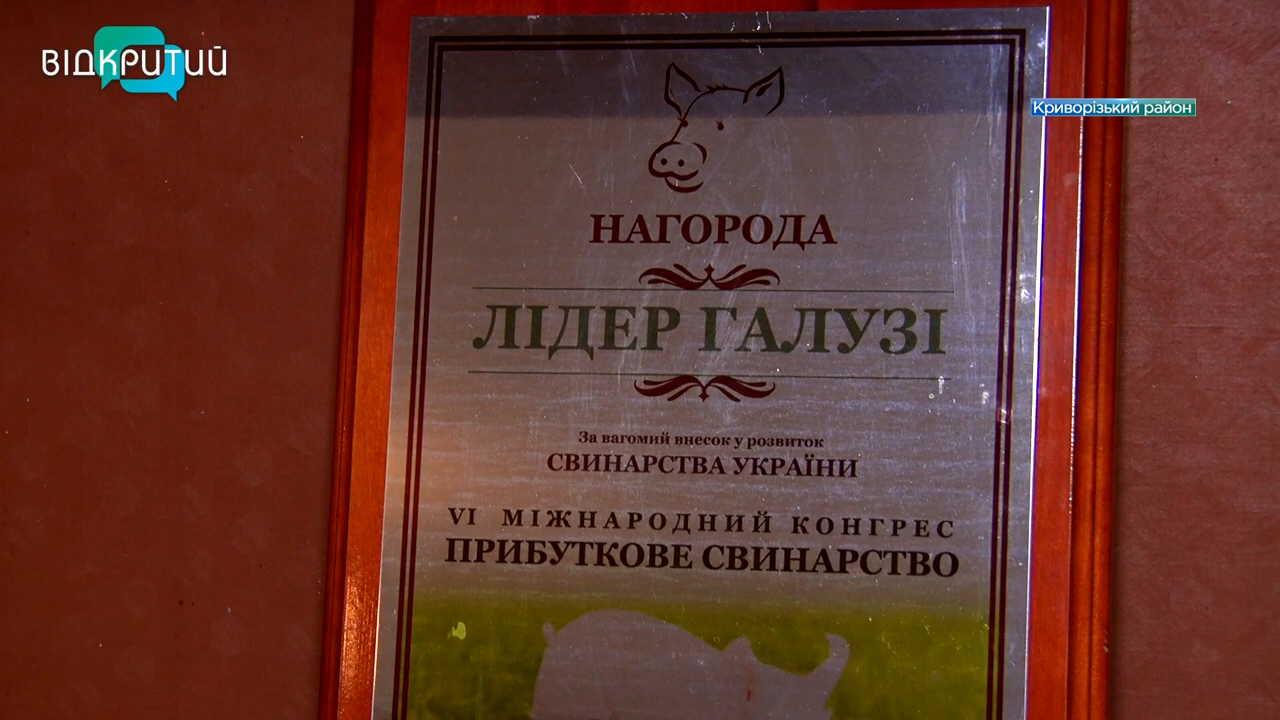 ВІДКРИТИЙ
Криворізький район
НАГОРОДА
ЛІДЕР ГАЛУЗІ
За вагомий внесок у розвиток
СВИНАРСТВА УКРАЇНИ
VI МІЖНАРОДНИЙ КОНГРЕС
ПРИБУТКОВЕ СВИНАРСТВО